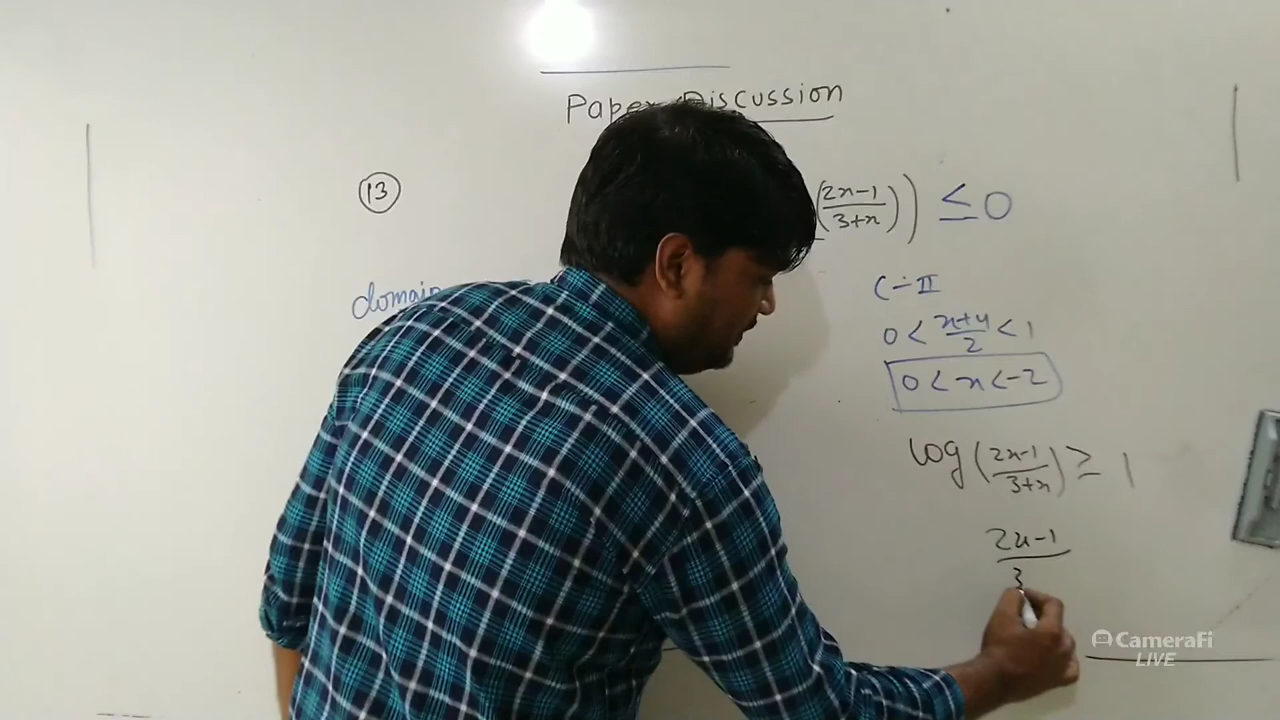 Paper Discussion
13 (2x-1/3+x)) ≤ 0
domain
C-II
0 < x+4/2 < 1
0 < x < -2
log (2x-1/3+x) ≥ 1
2x-1/3
CameraFi
LIVE